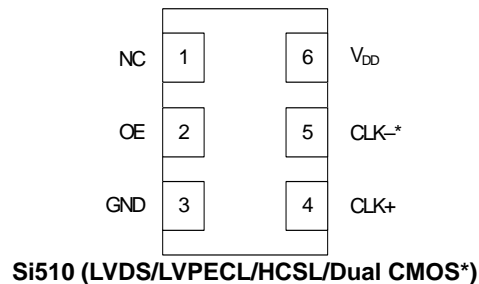 NC 1 6 VDD
OE 2 5 CLK–*
GND 3 4 CLK+
Si510 (LVDS/LVPECL/HCSL/Dual CMOS*)